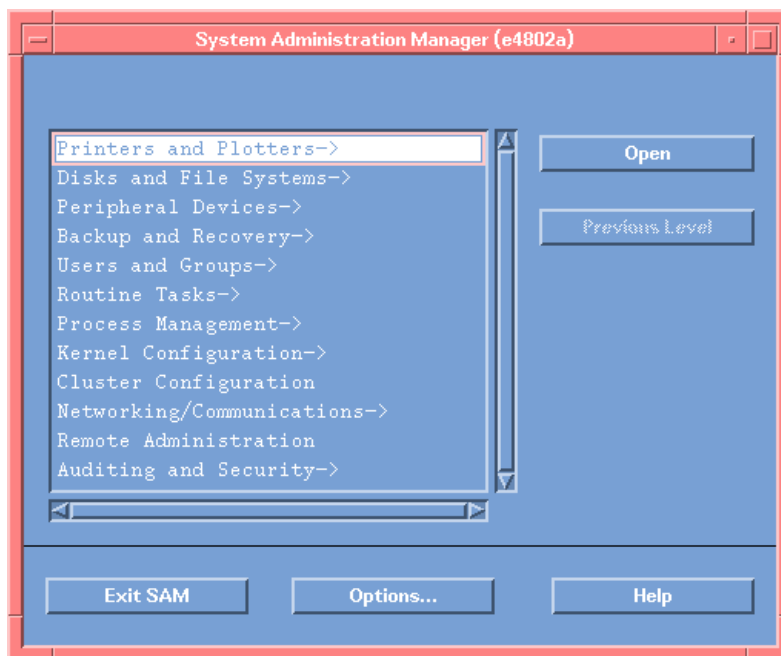 System Administration Manager (e4802a)
Printers and Plotters->
Disks and File Systems->
Peripheral Devices->
Backup and Recovery->
Users and Groups->
Routine Tasks->
Process Management->
Kernel Configuration->
Cluster Configuration
Networking/Communications->
Remote Administration
Auditing and Security->
Open
Previous Level
Exit SAM
Options...
Help